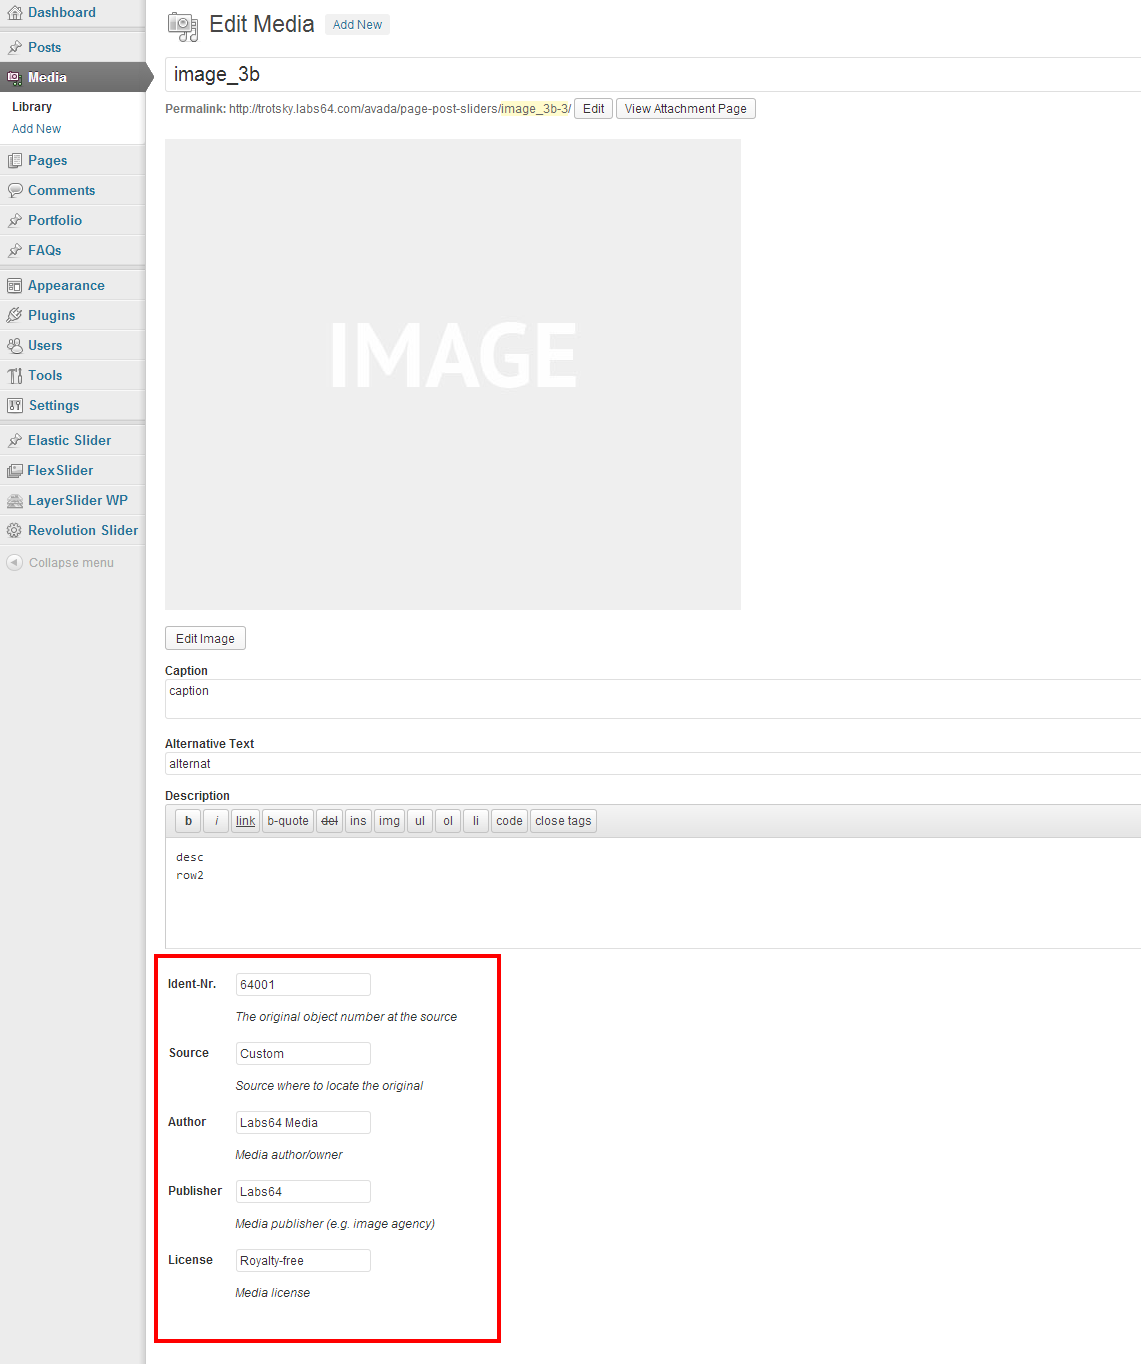 Dashboard
Posts
Media
Library
Add New
Pages
Comments
Portfolio
FAQs
Appearance
Plugins
Users
Tools
Settings
Elastic Slider
FlexSlider
LayerSlider WP
Revolution Slider
Collapse menu
Edit Media Add New
image_3b
Permalink: http://trotsky.labs64.com/avada/page-post-sliders/image_3b-3/ Edit View Attachment Page
IMAGE
Edit Image
Caption
caption
Alternative Text
alternat
Description
b i link b-quote del ins img ul ol li code close tags
desc
row2
Ident-Nr. 64001
The original object number at the source
Source Custom
Source where to locate the original
Author Labs64 Media
Media author/owner
Publisher Labs64
Media publisher (e.g. image agency)
License Royalty-free
Media license